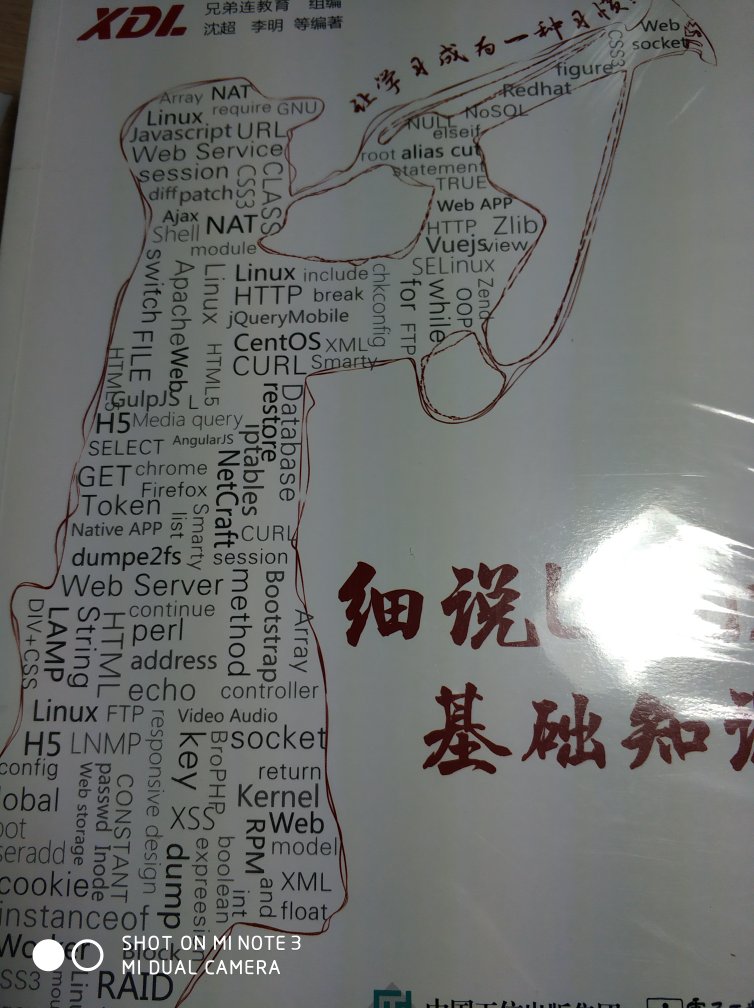 XDL 兄弟连教育 组编
沈超 李明 等编著
让学习成为一种习惯
Web
socket
CSS3
figure
Redhat
NoSQL
NULL
elseif
root alias cut
statement
TRUE
Web APP
HTTP Zlib
Vuejs view
SELinux
Array NAT
require GNU
Linux
Javascript URL
Web Service
session
CSS3
CLASS
diff patch
Ajax
Shell NAT
module
switch
Apache
Linux
Linux include
HTTP break
jQueryMobile
chkconfig
for
while
OOP
Zend
FTP
CentOS XML
CURL Smarty
FILE
Web
HTML5
HTML5
GulpJS L
H5 Media query
restore
Database
SELECT AngularJS
iptables
GET chrome
Firefox
NetCraft
Token
list
Smarty
Native APP
CURL
dumpe2fs session
Web Server
method
Bootstrap
DIV+CSS
LAMP
String
HTML
continue
perl
Array
address
echo controller
Linux FTP Video Audio
H5 LNMP
responsive design
key
BroPHP
socket
config
return
Web storage
passwd
CONSTANT
Kernel
XSS
RPM
Web
model
Inode
cookie
dump
boolean
and
XML
instanceof
int
float
Block
RAID
细说
基础知
SHOT ON MI NOTE 3
MI DUAL CAMERA